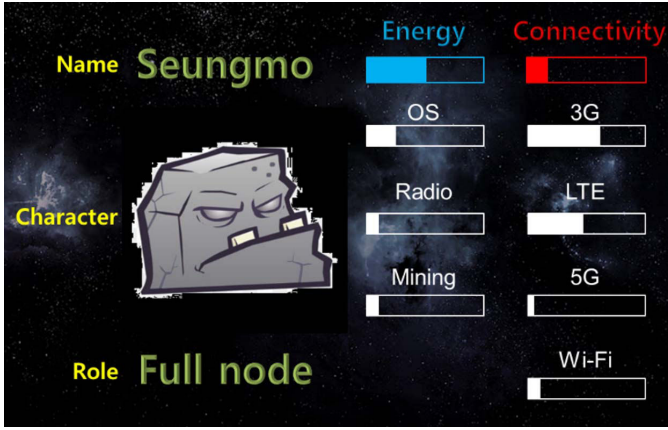 Energy
Connectivity
Name
Seungmo
OS
3G
Radio
LTE
Character
Mining
5G
Role
Full node
Wi-Fi